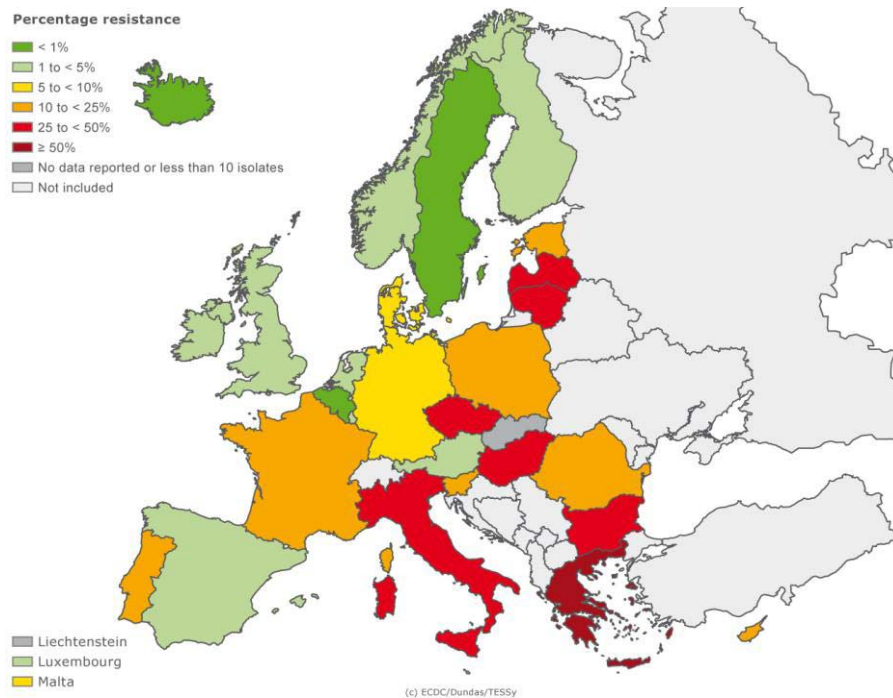 Percentage resistance
< 1%
1 to < 5%
5 to < 10%
10 to < 25%
25 to < 50%
≥ 50%
No data reported or less than 10 isolates
Not included
Liechtenstein
Luxembourg
Malta
(c) ECDC/Dundas/TESSy